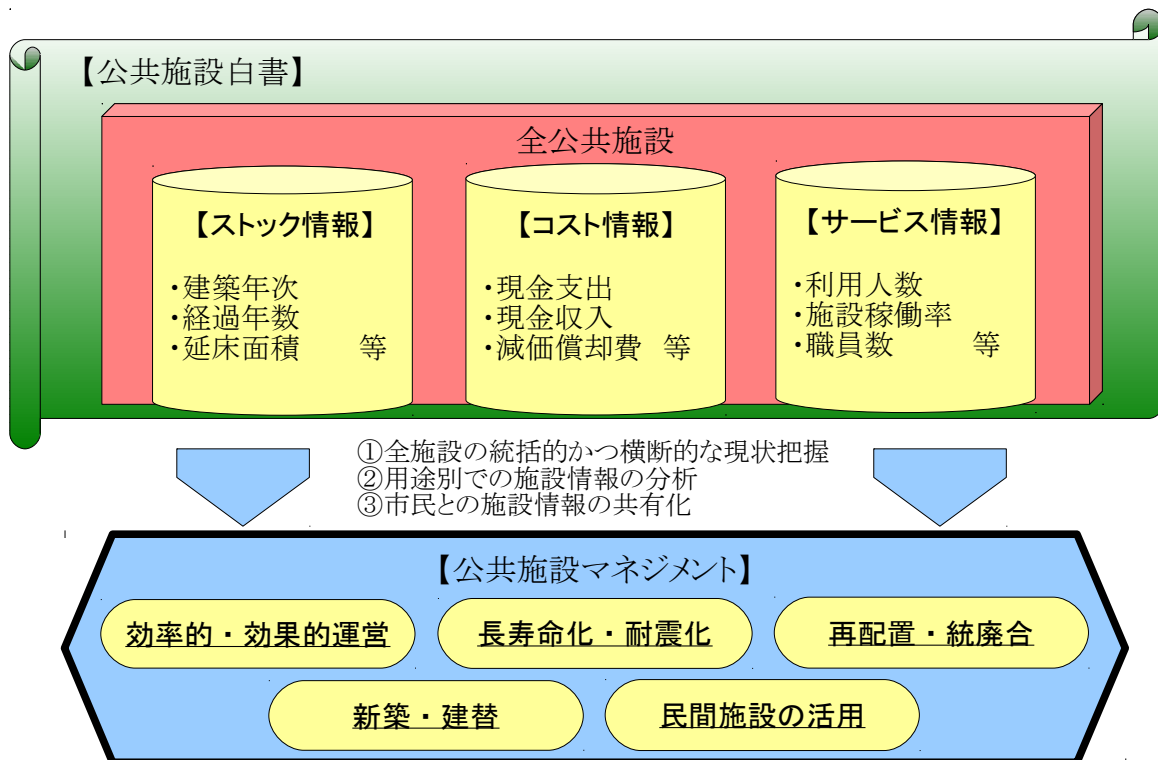 【公共施設白書】
全公共施設
【ストック情報】
・建築年次
・経過年数
・延床面積　　等
【コスト情報】
・現金支出
・現金収入
・減価償却費　等
【サービス情報】
・利用人数
・施設稼働率
・職員数　　等
①全施設の統括的かつ横断的な現状把握
②用途別での施設情報の分析
③市民との施設情報の共有化
【公共施設マネジメント】
効率的・効果的運営
長寿命化・耐震化
再配置・統廃合
新築・建替
民間施設の活用